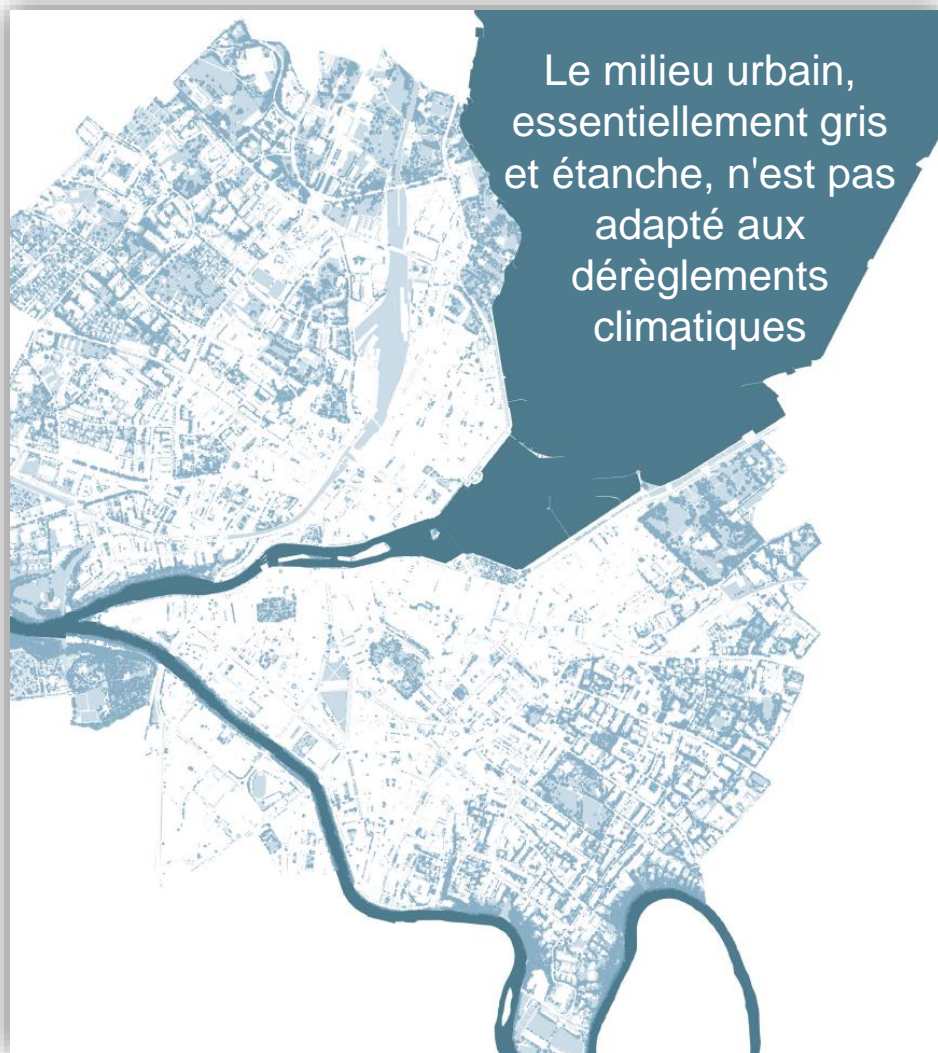 Le milieu urbain,
essentiellement gris
et étanche, n'est pas
adapté aux
dérèglements
climatiques